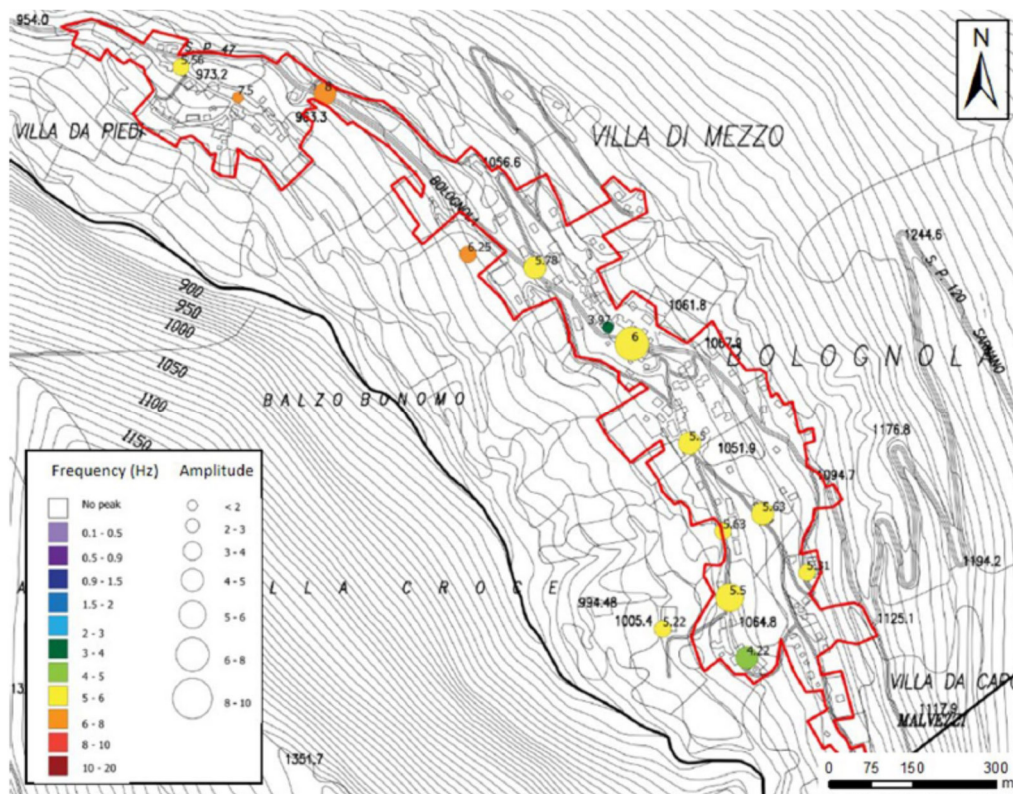 954.0
S. P. 47
5.56
973.2
7.5
8
953.3
VILLA DA PIEDI
VILLA DI MEZZO
N
1056.6
BOLOGNOLA
6.25
5.78
1244.6
S. P. 120
SARNANO
900
950
1000
1050
1100
1150
3.97
6
1061.8
1067.9
BOLOGNOLA
BALZO BONOMO
5.5
1051.9
1176.8
1094.7
5.63
5.63
5.31
1194.2
LLA CROCE
994.48
5.5
1005.4
5.22
1064.8
1125.1
4.22
VILLA DA CAPO
1117.9
MALVEZZI
1351.7
Frequency (Hz)
Amplitude
No peak
0.1 - 0.5
0.5 - 0.9
0.9 - 1.5
1.5 - 2
2 - 3
3 - 4
4 - 5
5 - 6
6 - 8
8 - 10
10 - 20
< 2
2 - 3
3 - 4
4 - 5
5 - 6
6 - 8
8 - 10
0 75 150 300
m